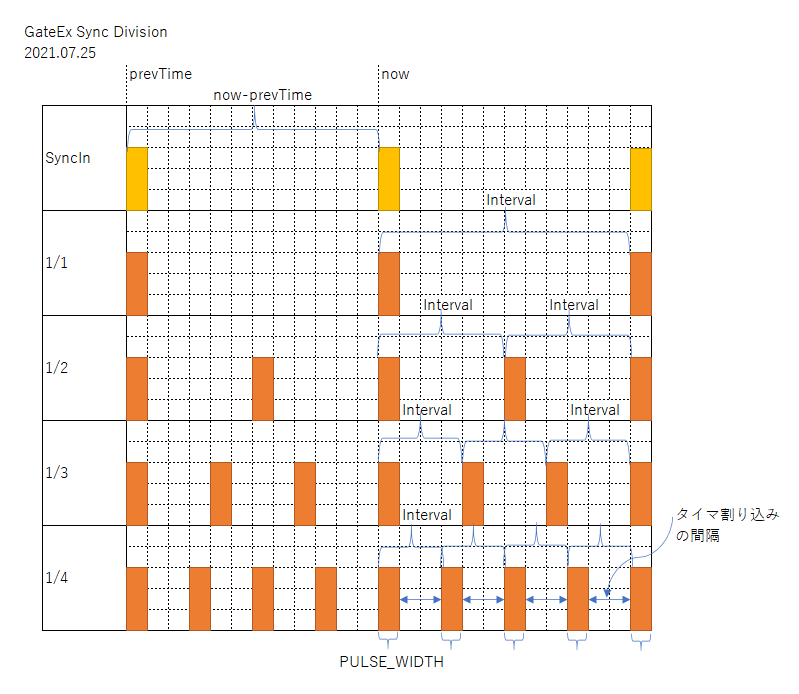 GateEx Sync Division
2021.07.25
prevTime
now
now-prevTime
SyncIn
Interval
1/1
Interval
Interval
1/2
Interval
Interval
1/3
Interval
タイマ割り込み
の間隔
1/4
PULSE_WIDTH